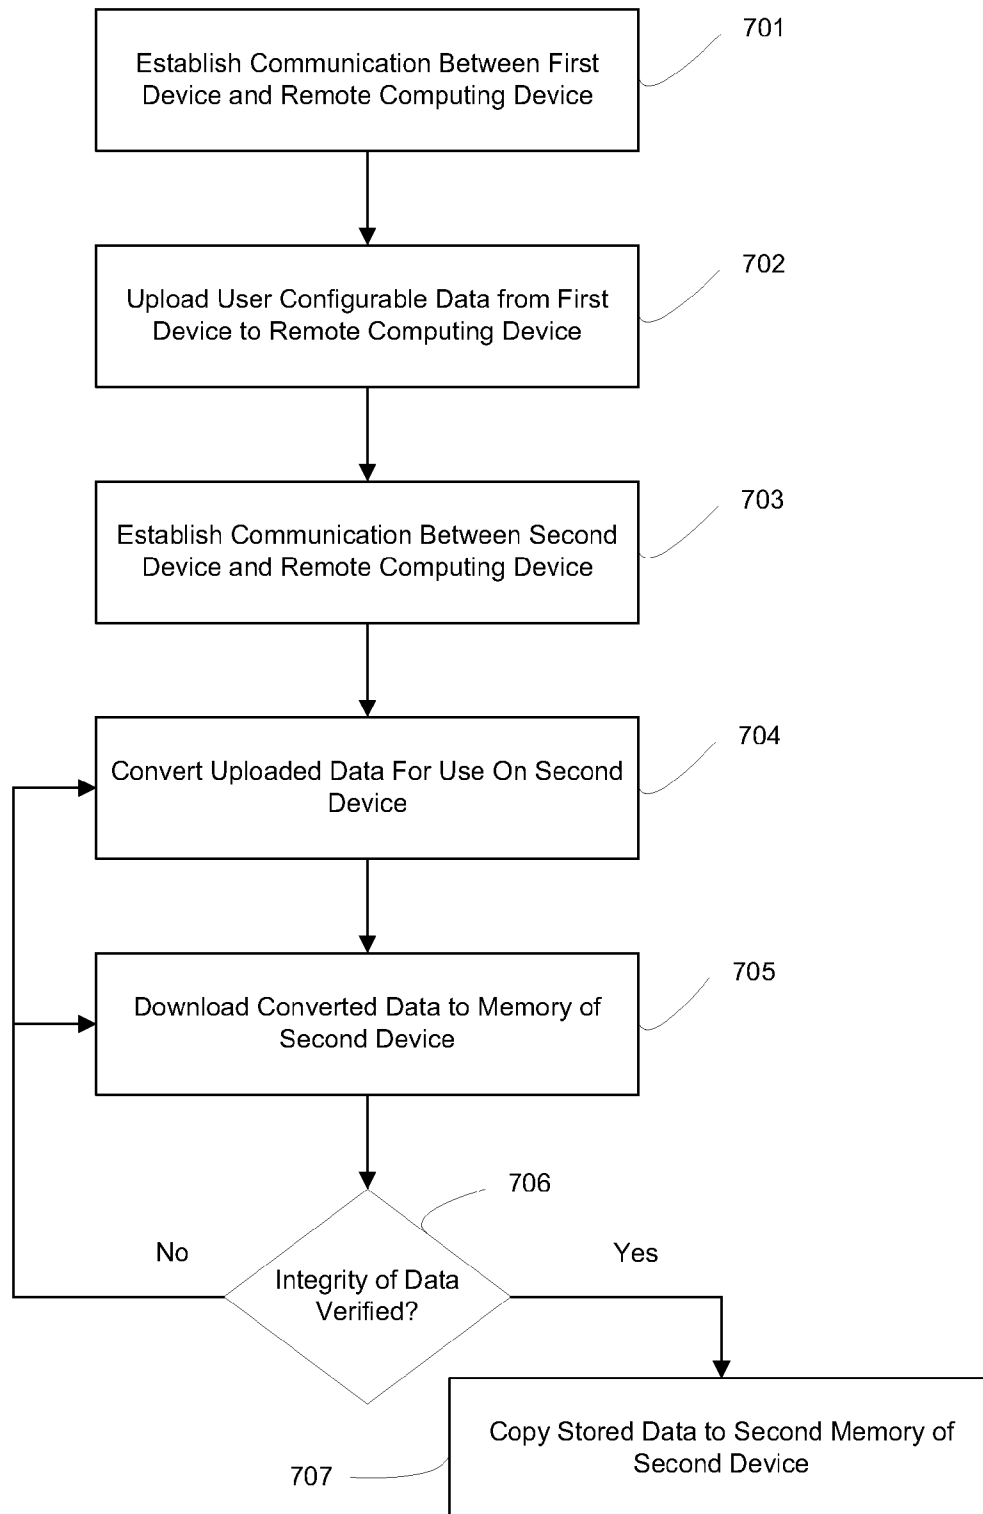 701
Establish Communication Between First
Device and Remote Computing Device
702
Upload User Configurable Data from First
Device to Remote Computing Device
703
Establish Communication Between Second
Device and Remote Computing Device
704
Convert Uploaded Data For Use On Second
Device
705
Download Converted Data to Memory of
Second Device
706
No
Yes
Integrity of Data
Verified?
Copy Stored Data to Second Memory of
Second Device
707